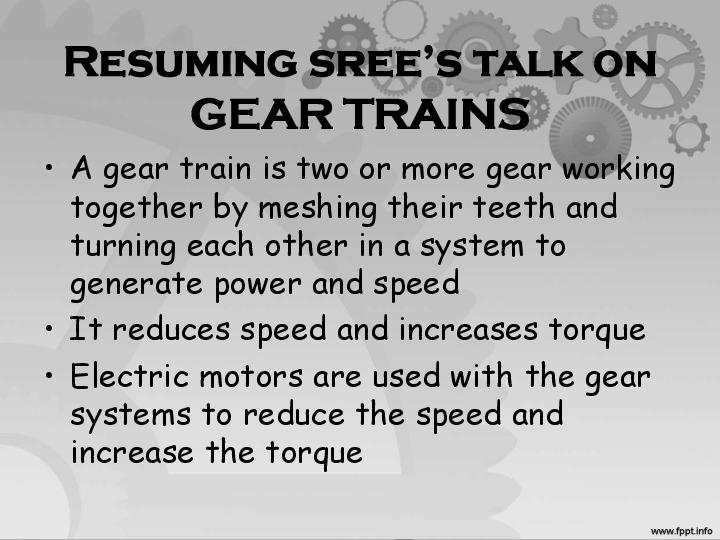 Resuming sree's talk on
GEAR TRAINS
• A gear train is two or more gear working
together by meshing their teeth and
turning each other in a system to
generate power and speed
• It reduces speed and increases torque
• Electric motors are used with the gear
systems to reduce the speed and
increase the torque
www.fppt.info